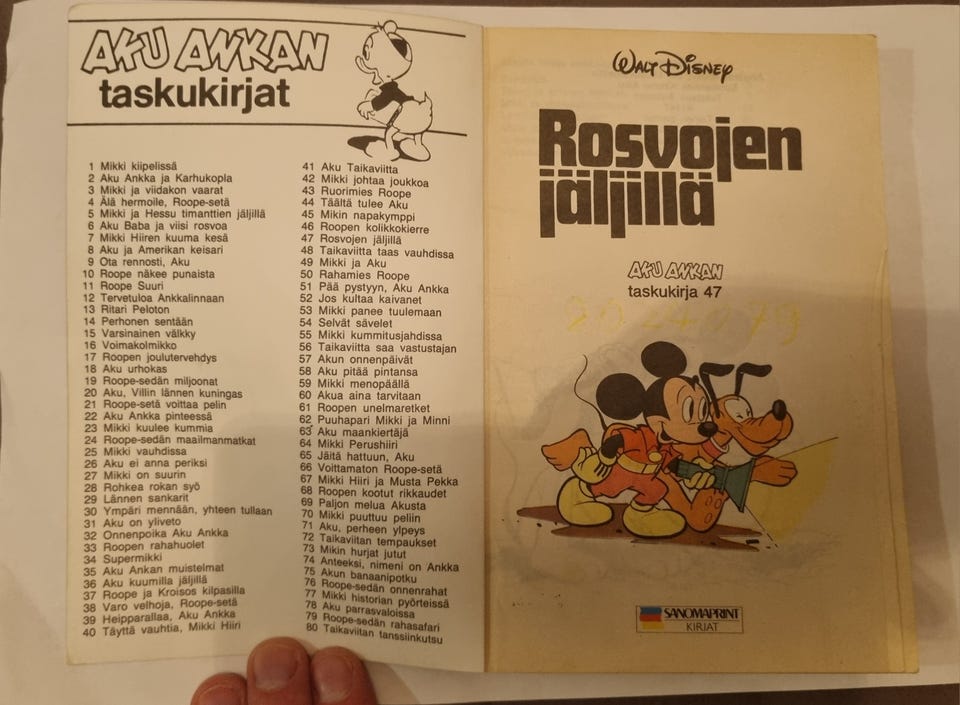 AKU ANKAN
taskukirjat
1 Mikki kiipelissä
2 Aku Ankka ja Karhukopla
3 Mikki ja viidakon vaarat
4 Älä hermoile, Roope-setä
5 Mikki ja Hessu timanttien jäljillä
6 Aku Baba ja viisi rosvoa
7 Mikki Hiiren kuuma kesä
8 Aku ja Amerikan keisari
9 Ota rennosti, Aku
10 Roope näkee punaista
11 Roope Suuri
12 Tervetuloa Ankkalinnaan
13 Ritari Peloton
14 Perhonen sentään
15 Varsinainen välkky
16 Voimakolmikko
17 Roopen joulutervehdys
18 Aku urhokas
19 Roope-sedän miljoonat
20 Aku, Villin lännen kuningas
21 Roope-setä voittaa pelin
22 Aku Ankka pinteessä
23 Mikki kuulee kummia
24 Roope-sedän maailmanmatkat
25 Mikki vauhdissa
26 Aku ei anna periksi
27 Mikki on suurin
28 Rohkea rokan syö
29 Lännen sankarit
30 Ympäri mennään, yhteen tullaan
31 Aku on yliveto
32 Onnenpoika Aku Ankka
33 Roopen rahahuolet
34 Supermikki
35 Aku Ankan muistelmat
36 Aku kuumilla jäljillä
37 Roope ja Kroisos kilpasilla
38 Varo velhoja, Roope-setä
39 Heipparallaa, Aku Ankka
40 Täyttä vauhtia, Mikki Hiiri
41 Aku Taikaviitta
42 Mikki johtaa joukkoa
43 Ruorimies Roope
44 Täältä tulee Aku
45 Mikin napakymppi
46 Roopen kolikkokierre
47 Rosvojen jäljillä
48 Taikaviitta taas vauhdissa
49 Mikki ja Aku
50 Rahamies Roope
51 Pää pystyyn, Aku Ankka
52 Jos kultaa kaivanet
53 Mikki panee tuulemaan
54 Selvät sävelet
55 Mikki kummitusjahdissa
56 Taikaviitta saa vastustajan
57 Akun onnenpäivät
58 Aku pitää pintansa
59 Mikki menopäällä
60 Akua aina tarvitaan
61 Roopen unelmaretket
62 Puuhapari Mikki ja Minni
63 Aku maankiertäjä
64 Mikki Perushiiri
65 Jäitä hattuun, Aku
66 Voittamaton Roope-setä
67 Mikki Hiiri ja Musta Pekka
68 Roopen kootut rikkaudet
69 Paljon melua Akusta
70 Mikki puuttuu peliin
71 Aku, perheen ylpeys
72 Taikaviitan tempaukset
73 Mikin hurjat jutut
74 Anteeksi, nimeni on Ankka
75 Akun banaanipotku
76 Roope-sedän onnenrahat
77 Mikki historian pyörteissä
78 Aku parrasvaloissa
79 Roope-sedän rahasafari
80 Taikaviitan tanssiinkutsu
WALT DISNEY
Rosvojen
jäljillä
AKU ANKAN
taskukirja 47
SANOMAPRINT
KIRJAT